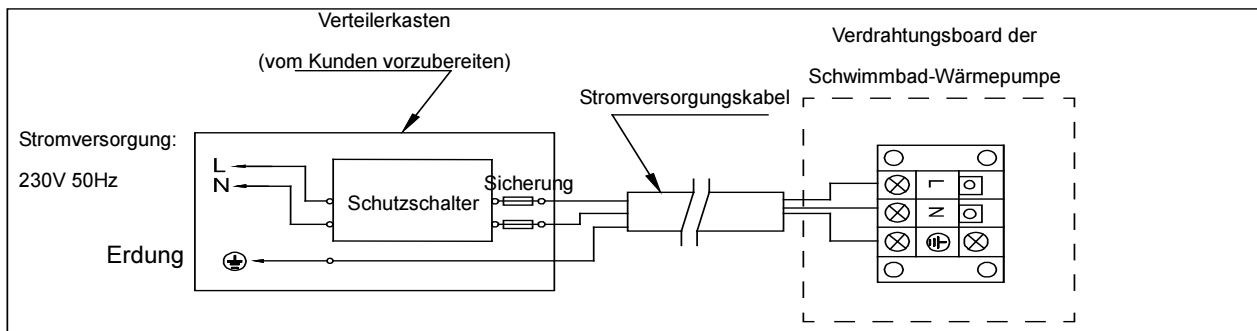 Verteilerkasten
(vom Kunden vorzubereiten)
Verdrahtungsboard der
Schwimmbad-Wärmepumpe
Stromversorgungskabel
Stromversorgung:
230V 50Hz
L
N
Schutzschalter
Sicherung
Erdung
L
N